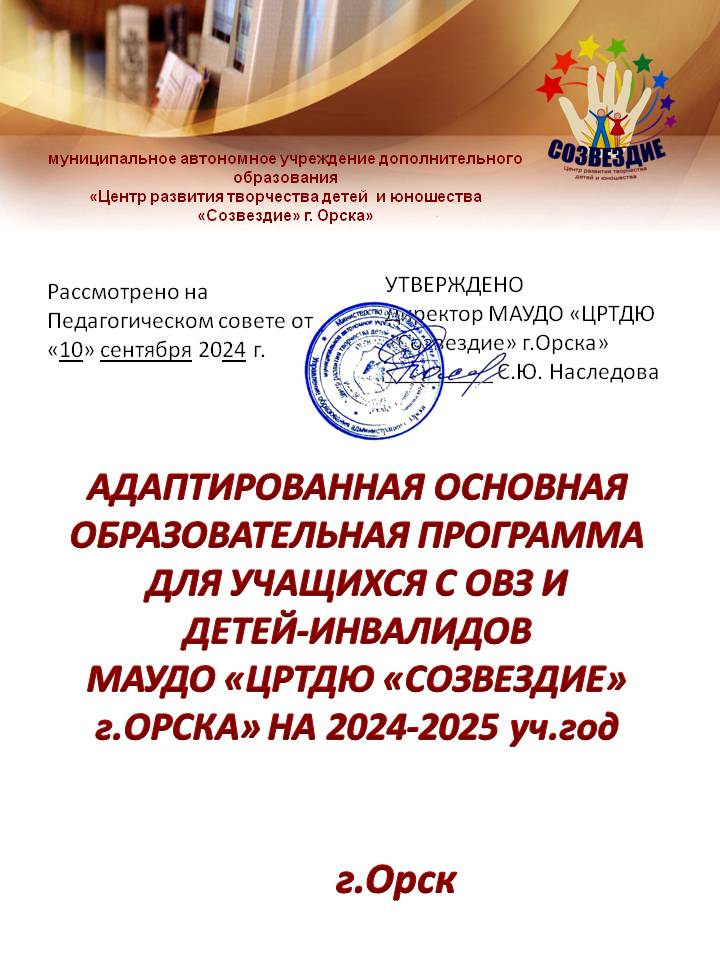 СОЗВЕЗДИЕ
Центр развития творчества
детей и юношества
муниципальное автономное учреждение дополнительного
образования
«Центр развития творчества детей и юношества
«Созвездие» г. Орска»
Рассмотрено на
Педагогическом совете от
«10» сентября 2024 г.
УТВЕРЖДЕНО
Директор МАУДО «ЦРТДЮ
«Созвездие» г.Орска»
__________ Є.Ю. Наследова
АДАПТИРОВАННАЯ ОСНОВНАЯ
ОБРАЗОВАТЕЛЬНАЯ ПРОГРАММА
ДЛЯ УЧАЩИХСЯ С ОВЗ И
ДЕТЕЙ-ИНВАЛИДОВ
МАУДО «ЦРТДЮ «СОЗВЕЗДИЕ»
г.ОРСКА» НА 2024-2025 уч.год
г.Орск